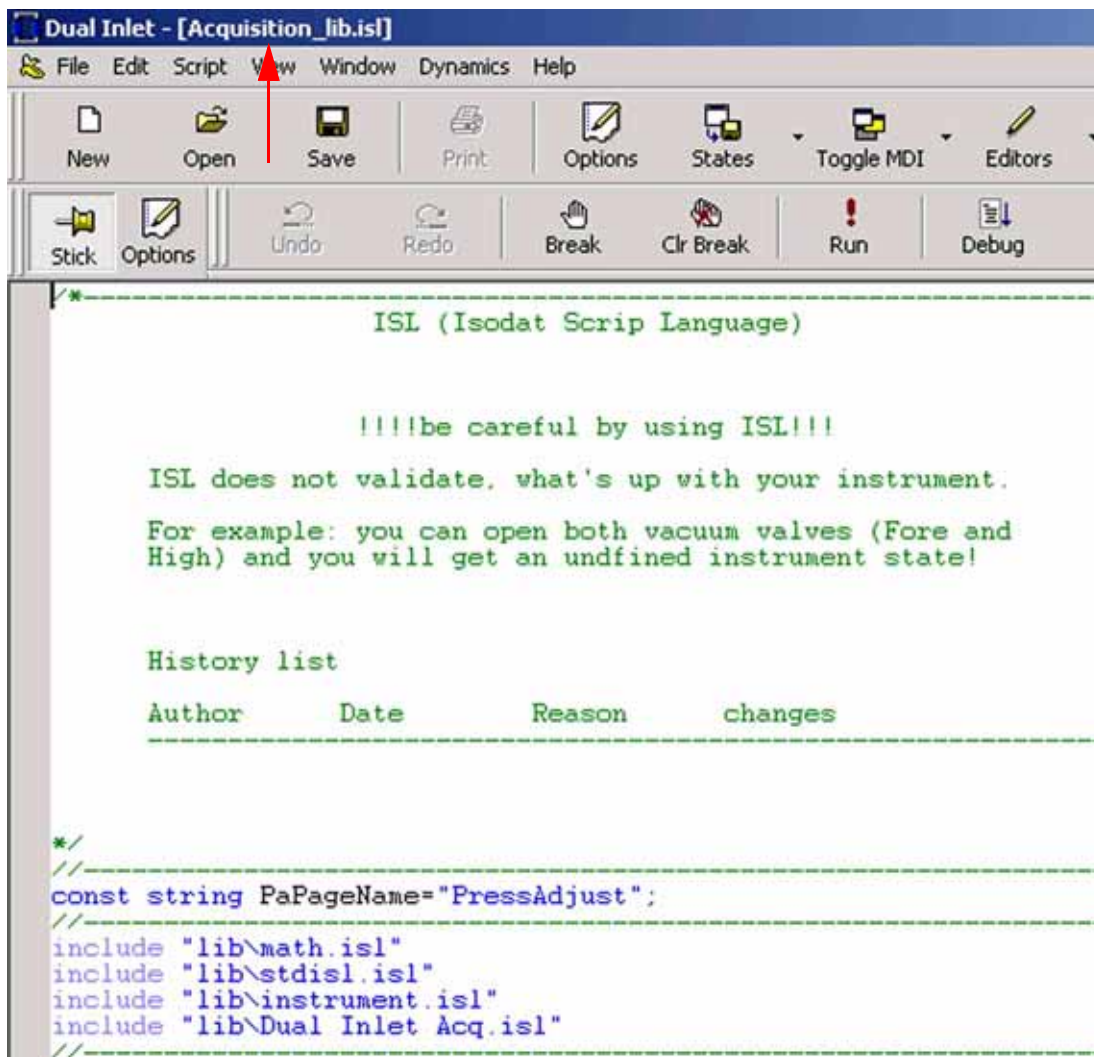 Dual Inlet - [Acquisition_lib.isl]
File Edit Script View Window Dynamics Help
New Open Save Print Options States Toggle MDI Editors
Stick Options Undo Redo Break Clr Break Run Debug
/*--------------------------------------------------------------
ISL (Isodat Scrip Language)
!!!!be careful by using ISL!!!
ISL does not validate, what's up with your instrument.
For example: you can open both vacuum valves (Fore and
High) and you will get an undfined instrument state!
History list
Author Date Reason changes
--------------------------------------------------------------
*/
//--------------------------------------------------------------
const string PaPageName="PressAdjust";
//--------------------------------------------------------------
include "lib\math.isl"
include "lib\stdisl.isl"
include "lib\instrument.isl"
include "lib\Dual Inlet Acq.isl"
//--------------------------------------------------------------